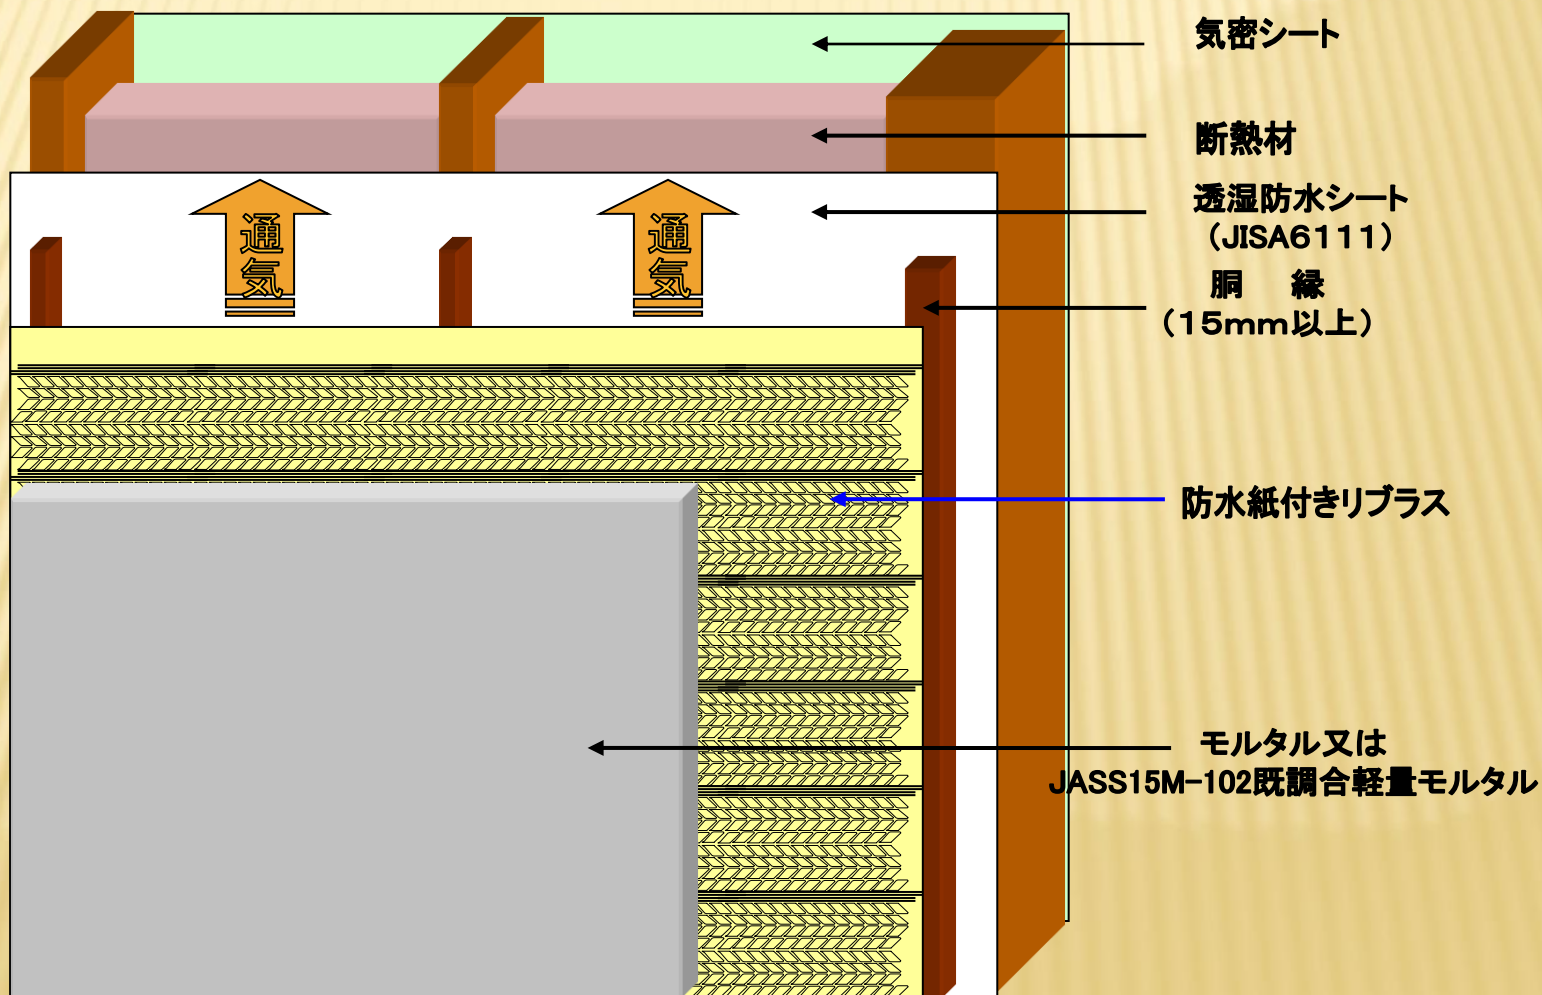 気密シート
断熱材
透湿防水シート
（JISA6111）
胴　縁
（15mm以上）
通気
通気
防水紙付きリブラス
モルタル又は
JASS15M-102既調合軽量モルタル